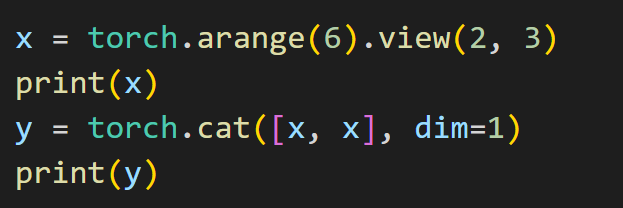 x = torch.arange(6).view(2, 3)
print(x)
y = torch.cat([x, x], dim=1)
print(y)